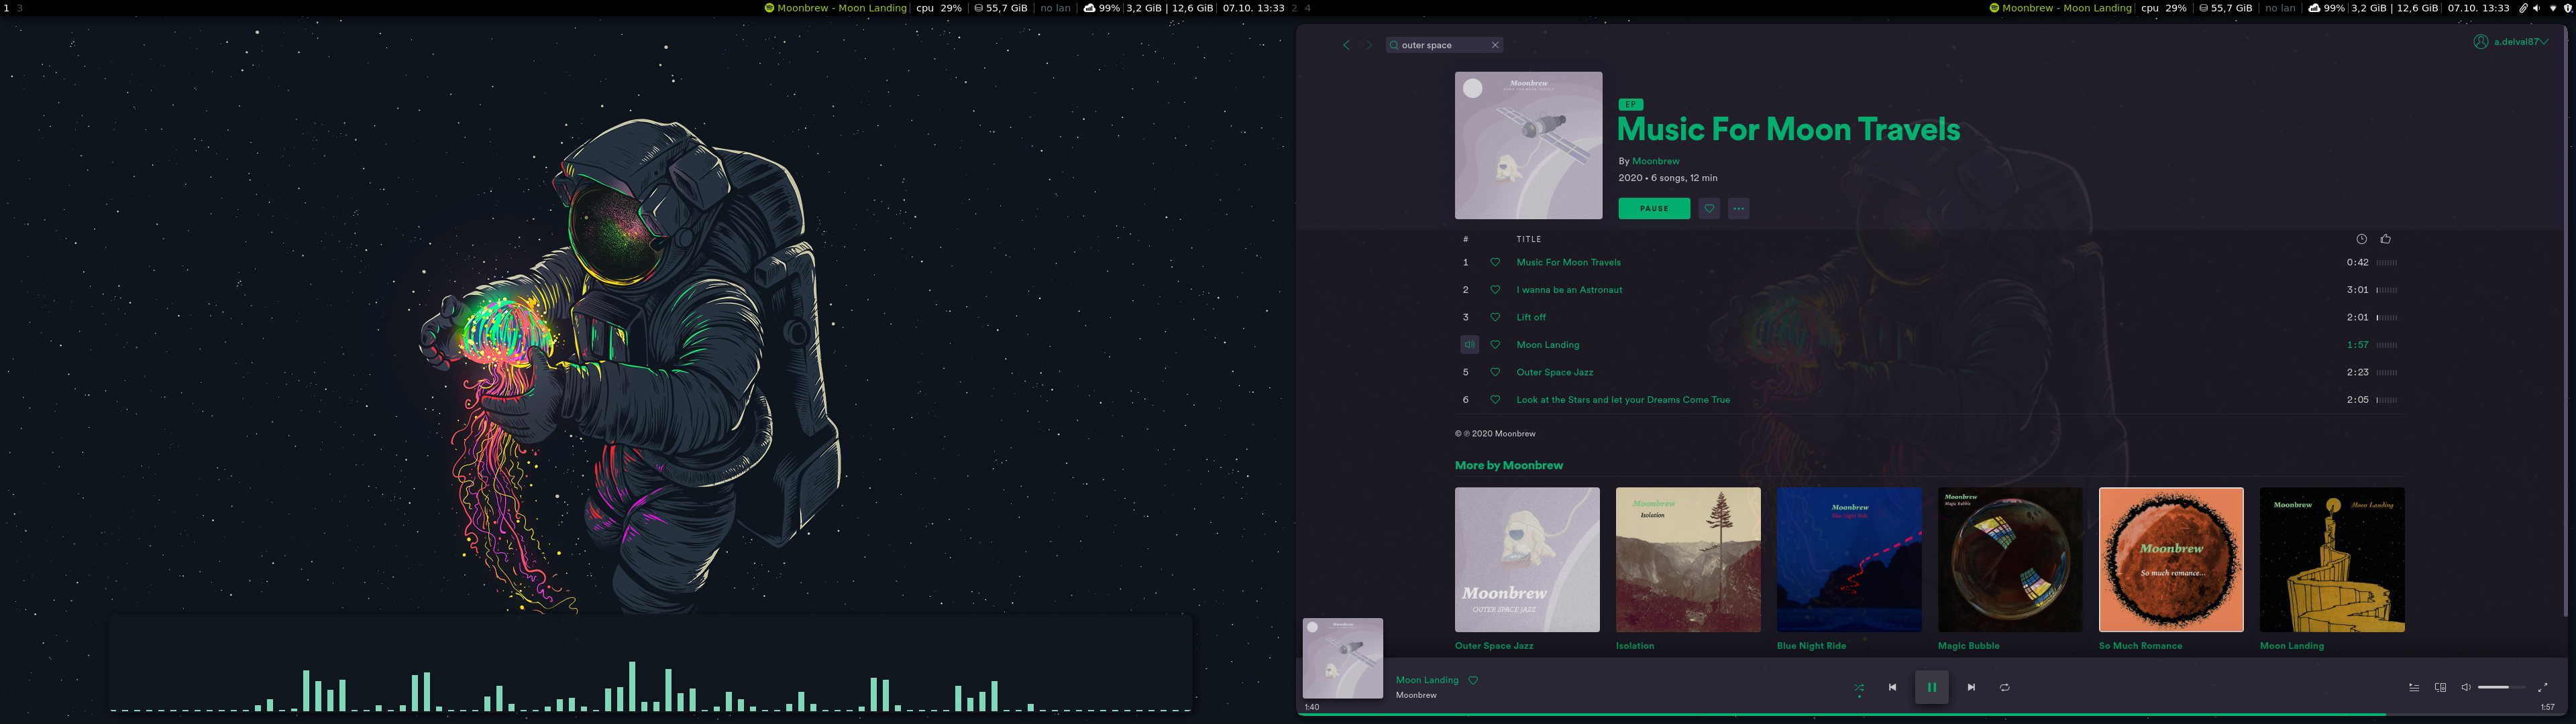 1 3
Moonbrew - Moon Landing | cpu 29% | 55,7 GiB | no lan | 99% | 3,2 GiB | 12,6 GiB | 07.10. 13:33
2 4
Moonbrew - Moon Landing | cpu 29% | 55,7 GiB | no lan | 99% | 3,2 GiB | 12,6 GiB | 07.10. 13:33
outer space
a.delval87
Moonbrew
EP
Music For Moon Travels
By Moonbrew
2020 • 6 songs, 12 min
PAUSE
# TITLE
1 Music For Moon Travels 0:42
2 I wanna be an Astronaut 3:01
3 Lift off 2:01
Moon Landing 1:57
5 Outer Space Jazz 2:23
6 Look at the Stars and let your Dreams Come True 2:05
© ℗ 2020 Moonbrew
More by Moonbrew
Moonbrew
OUTER SPACE JAZZ
Moonbrew
Isolation
Moonbrew
Blue Night Ride
Moonbrew
Magic Bubble
Moonbrew
So much romance...
Moonbrew Moon Landing
Outer Space Jazz
Isolation
Blue Night Ride
Magic Bubble
So Much Romance
Moon Landing
Moon Landing
Moonbrew
1:40
1:57